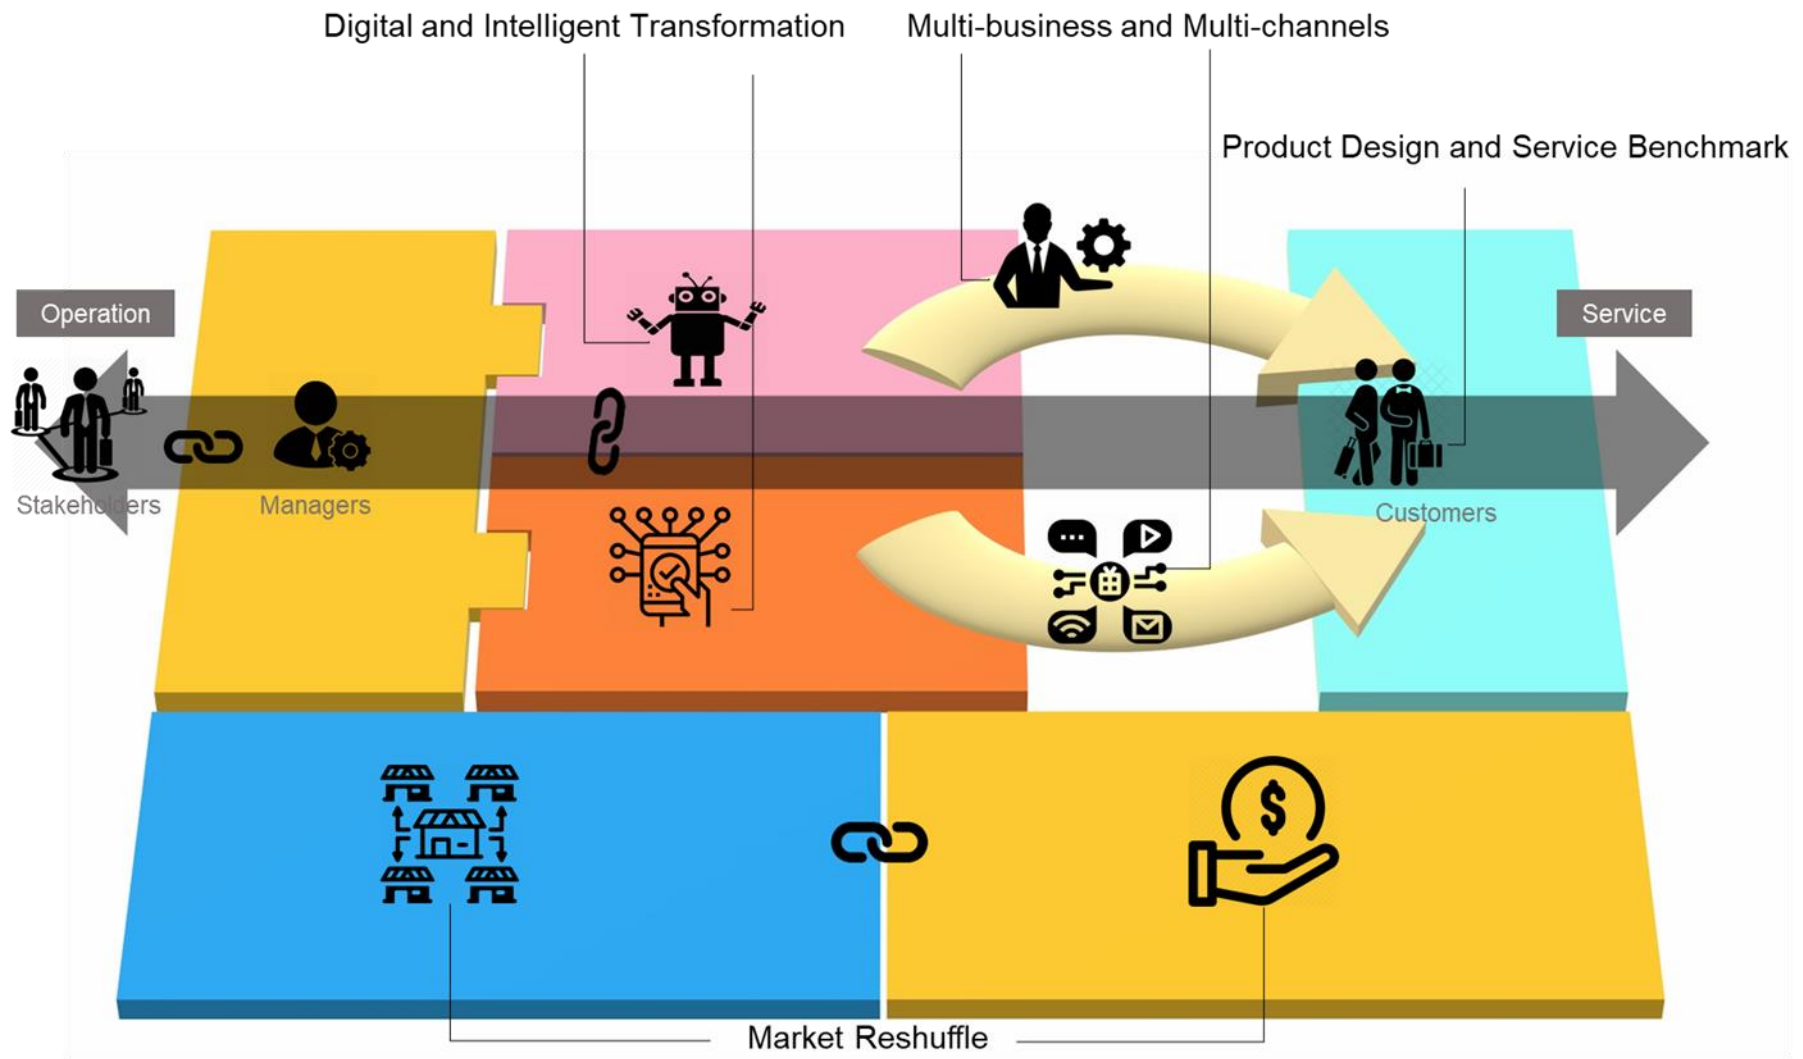 Digital and Intelligent Transformation
Multi-business and Multi-channels
Product Design and Service Benchmark
Operation
Service
Stakeholders
Managers
Customers
$
Market Reshuffle